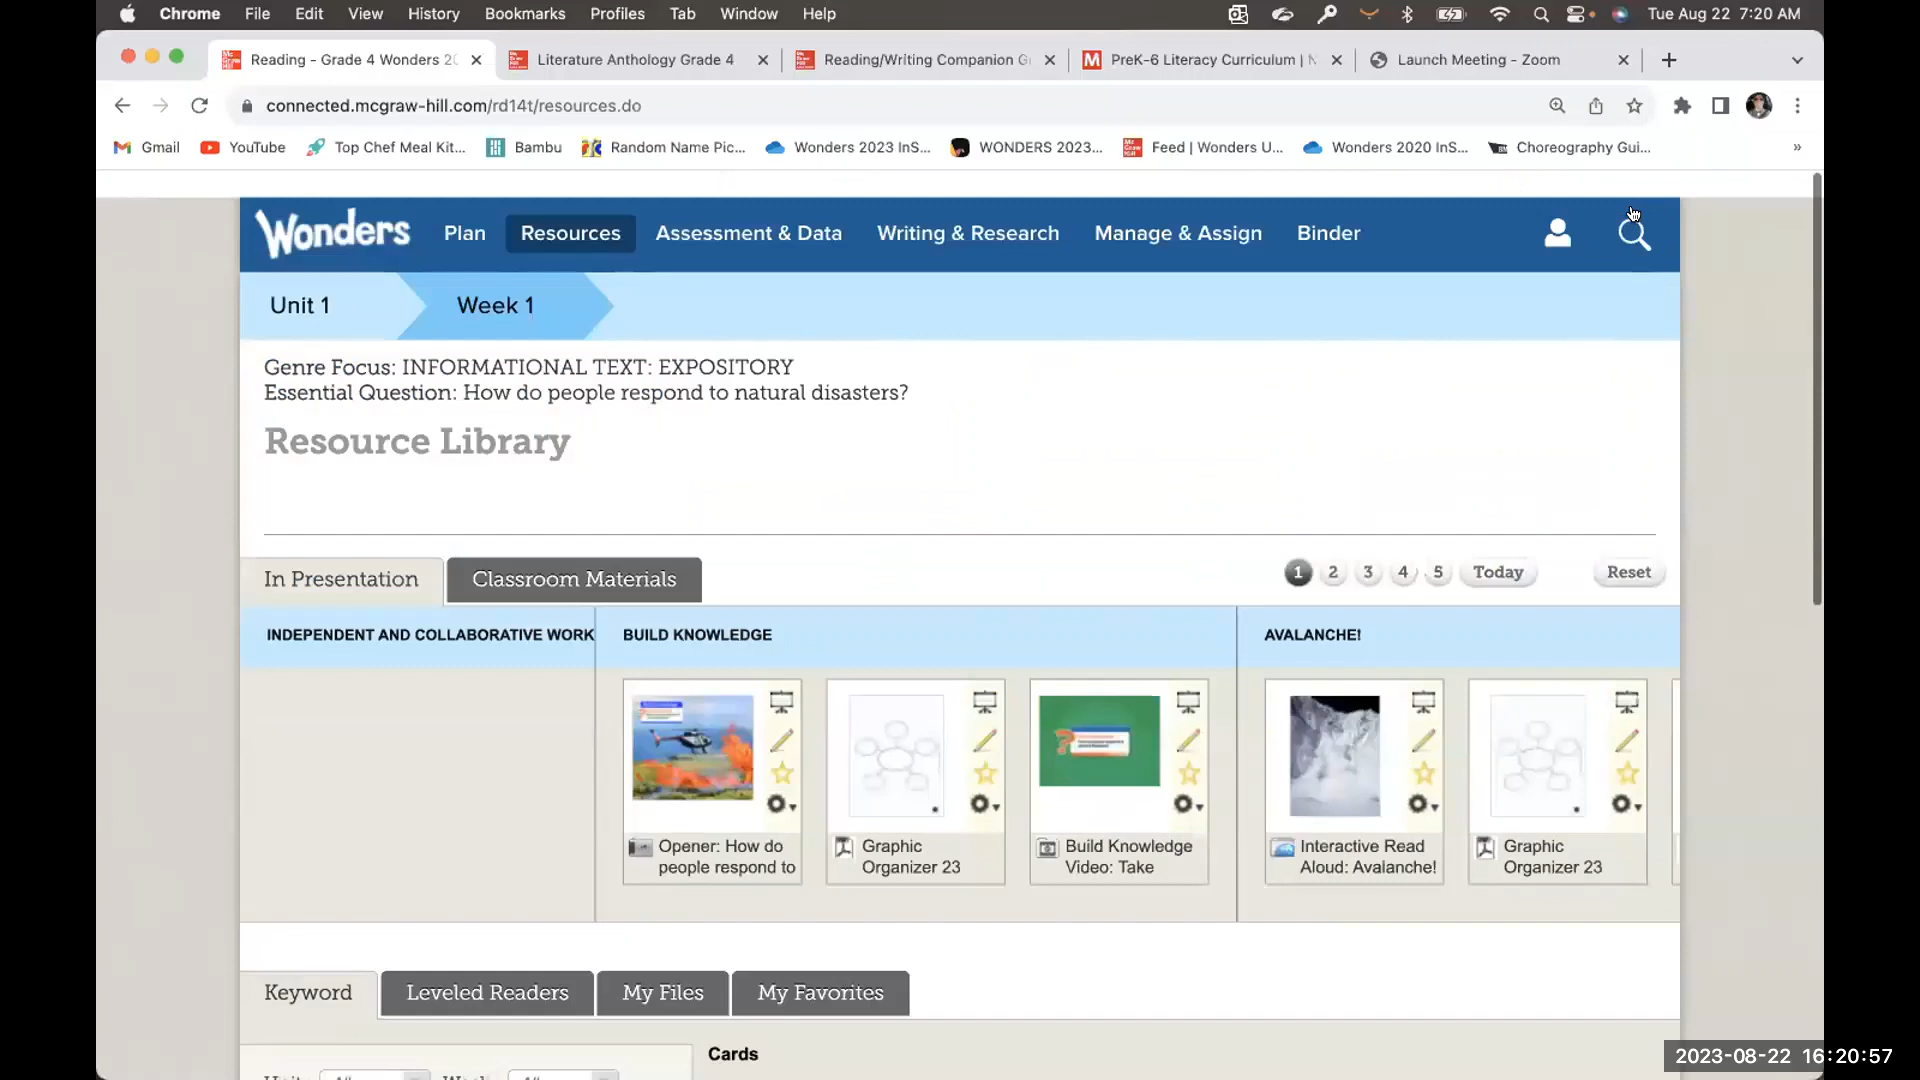 Chrome File Edit View History Bookmarks Profiles Tab Window Help Tue Aug 22 7:20 AM
Reading - Grade 4 Wonders 20 Literature Anthology Grade 4 Reading/Writing Companion G PreK-6 Literacy Curriculum | Launch Meeting - Zoom
connected.mcgraw-hill.com/rd14t/resources.do
Gmail YouTube Top Chef Meal Kit... Bambu Random Name Pic... Wonders 2023 InS... WONDERS 2023... Feed | Wonders U... Wonders 2020 InS... Choreography Gui... »
Wonders Plan Resources Assessment & Data Writing & Research Manage & Assign Binder
Unit 1 Week 1
Genre Focus: INFORMATIONAL TEXT: EXPOSITORY
Essential Question: How do people respond to natural disasters?
Resource Library
In Presentation Classroom Materials 1 2 3 4 5 Today Reset
INDEPENDENT AND COLLABORATIVE WORK BUILD KNOWLEDGE AVALANCHE!
Opener: How do Graphic Build Knowledge Interactive Read Graphic
people respond to Organizer 23 Video: Take Aloud: Avalanche! Organizer 23
Keyword Leveled Readers My Files My Favorites
Cards
2023-08-22 16:20:57